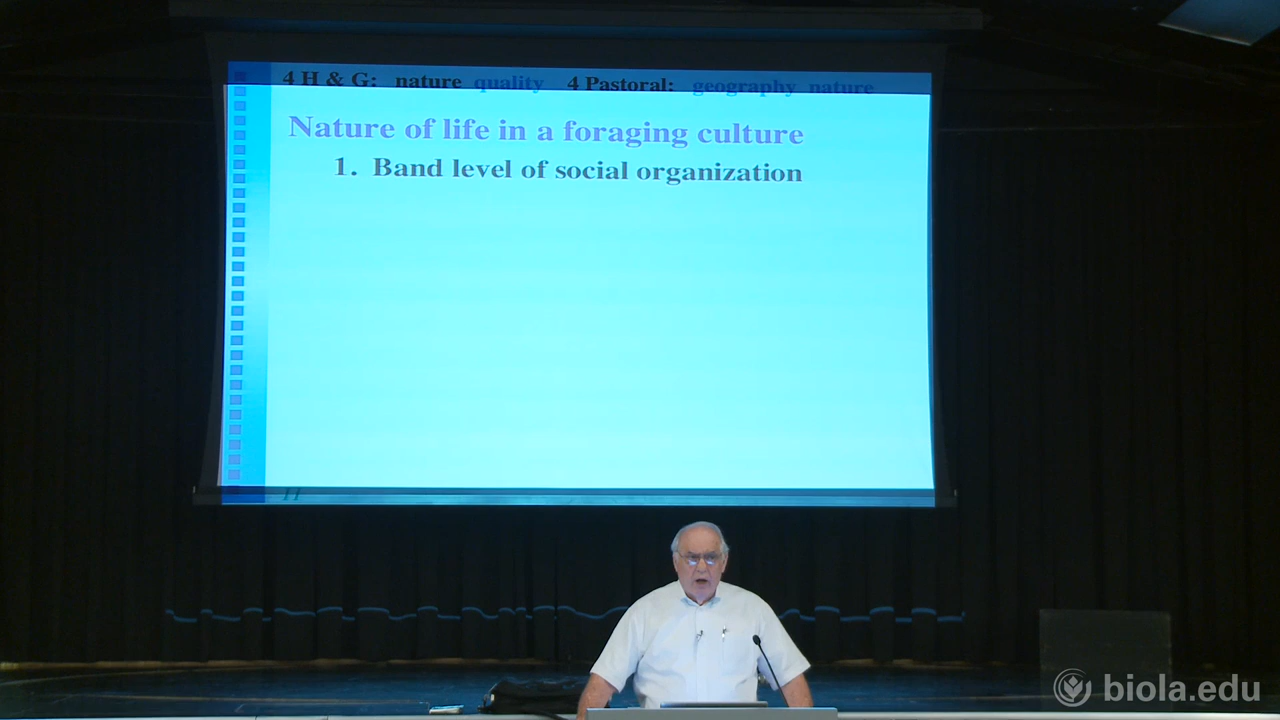 4 H & G: nature quality 4 Pastoral: geography nature
Nature of life in a foraging culture
1. Band level of social organization
11
biola.edu